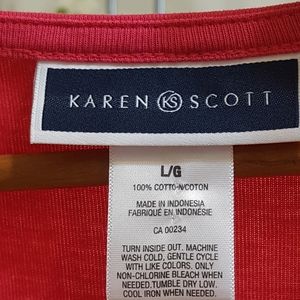 KAREN KS SCOTT
L/G
100% COTTON/COTON
MADE IN INDONESIA
FABRIQUÉ EN INDONÉSIE
CA 00234
TURN INSIDE OUT. MACHINE
WASH COLD, GENTLE CYCLE
WITH LIKE COLORS. ONLY
NON-CHLORINE BLEACH WHEN
NEEDED. TUMBLE DRY LOW.
COOL IRON WHEN NEEDED.